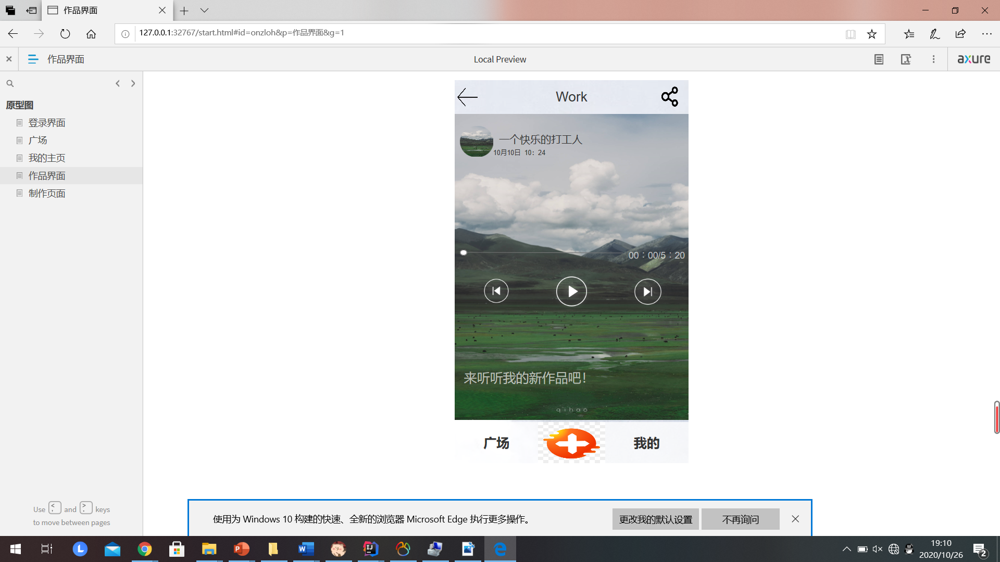 作品界面
127.0.0.1:32767/start.html#id=onzloh&p=作品界面&g=1
作品界面
Local Preview
axure
原型图
登录界面
广场
我的主页
作品界面
制作页面
Use < , and > . keys
to move between pages
Work
一个快乐的打工人
10月10日 10：24
00：00/5：20
来听听我的新作品吧！
qihao
广场
我的
使用为 Windows 10 构建的快速、全新的浏览器 Microsoft Edge 执行更多操作。
更改我的默认设置
不再询问
19:10
2020/10/26
2